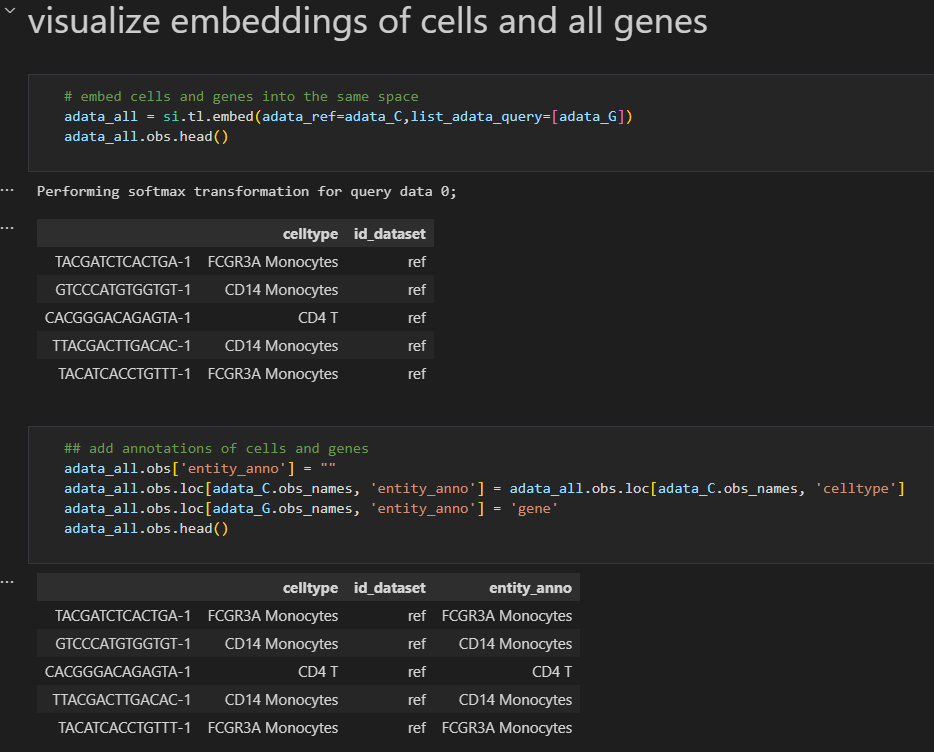 visualize embeddings of cells and all genes
# embed cells and genes into the same space
adata_all = si.tl.embed(adata_ref=adata_C,list_adata_query=[adata_G])
adata_all.obs.head()
... Performing softmax transformation for query data 0;
...
celltype id_dataset
TACGATCTCACTGA-1 FCGR3A Monocytes ref
GTCCCATGTGGTGT-1 CD14 Monocytes ref
CACGGGACAGAGTA-1 CD4 T ref
TTACGACTTGACAC-1 CD14 Monocytes ref
TACATCACCTGTTT-1 FCGR3A Monocytes ref
## add annotations of cells and genes
adata_all.obs['entity_anno'] = ""
adata_all.obs.loc[adata_C.obs_names, 'entity_anno'] = adata_all.obs.loc[adata_C.obs_names, 'celltype']
adata_all.obs.loc[adata_G.obs_names, 'entity_anno'] = 'gene'
adata_all.obs.head()
...
celltype id_dataset entity_anno
TACGATCTCACTGA-1 FCGR3A Monocytes ref FCGR3A Monocytes
GTCCCATGTGGTGT-1 CD14 Monocytes ref CD14 Monocytes
CACGGGACAGAGTA-1 CD4 T ref CD4 T
TTACGACTTGACAC-1 CD14 Monocytes ref CD14 Monocytes
TACATCACCTGTTT-1 FCGR3A Monocytes ref FCGR3A Monocytes